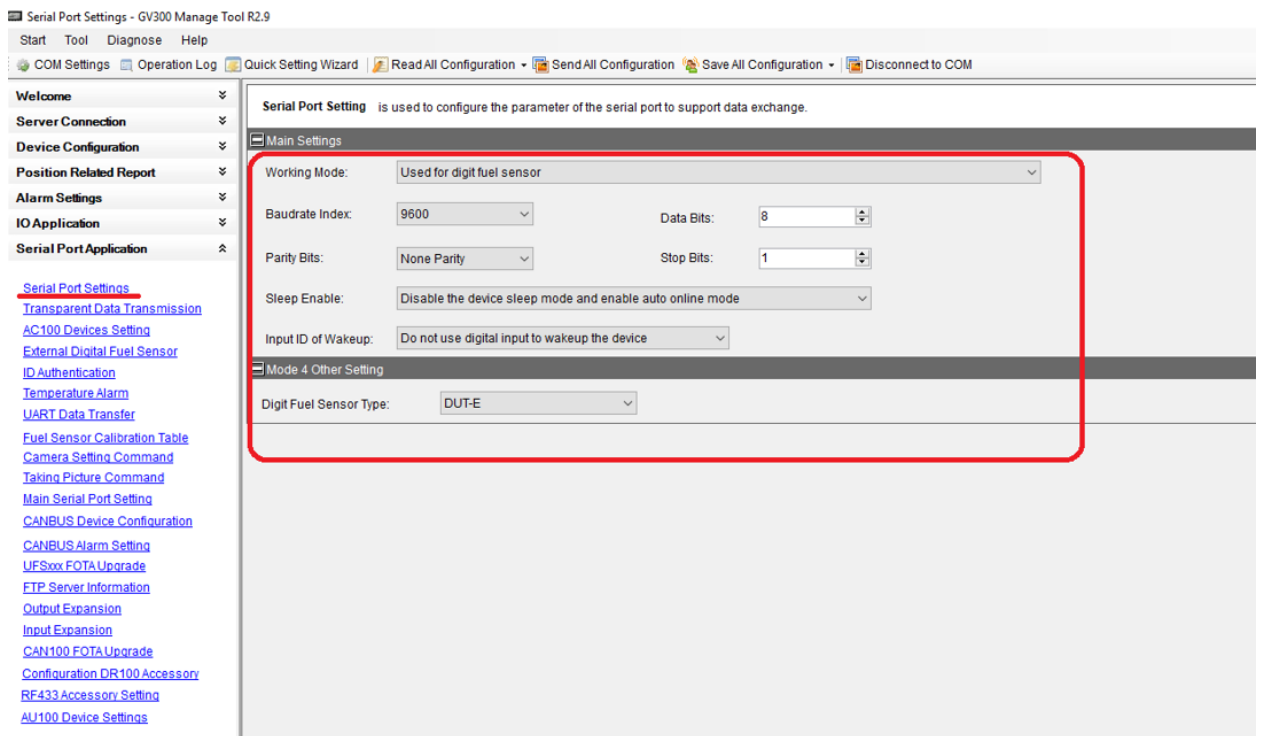 Serial Port Settings - GV300 Manage Tool R2.9
Start Tool Diagnose Help
COM Settings Operation Log Quick Setting Wizard Read All Configuration Send All Configuration Save All Configuration Disconnect to COM
Welcome
Server Connection
Device Configuration
Position Related Report
Alarm Settings
IO Application
Serial Port Application
Serial Port Settings
Transparent Data Transmission
AC100 Devices Setting
External Digital Fuel Sensor
ID Authentication
Temperature Alarm
UART Data Transfer
Fuel Sensor Calibration Table
Camera Setting Command
Taking Picture Command
Main Serial Port Setting
CANBUS Device Configuration
CANBUS Alarm Setting
UFSxxx FOTA Upgrade
FTP Server Information
Output Expansion
Input Expansion
CAN100 FOTA Upgrade
Configuration DR100 Accessory
RF433 Accessory Setting
AU100 Device Settings
Serial Port Setting is used to configure the parameter of the serial port to support data exchange.
Main Settings
Working Mode: Used for digit fuel sensor
Baudrate Index: 9600 Data Bits: 8
Parity Bits: None Parity Stop Bits: 1
Sleep Enable: Disable the device sleep mode and enable auto online mode
Input ID of Wakeup: Do not use digital input to wakeup the device
Mode 4 Other Setting
Digit Fuel Sensor Type: DUT-E